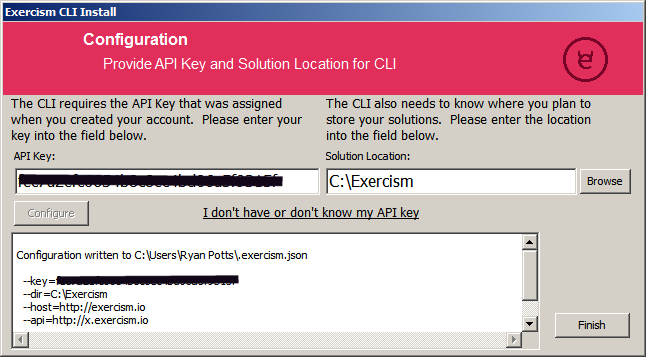 Exercism CLI Install
Configuration
Provide API Key and Solution Location for CLI
The CLI requires the API Key that was assigned
when you created your account. Please enter your
key into the field below.
The CLI also needs to know where you plan to
store your solutions. Please enter the location
into the field below.
API Key:
Solution Location:
C:\Exercism
Browse
Configure
I don't have or don't know my API key
Configuration written to C:\Users\Ryan Potts\.exercism.json
--key=
--dir=C:\Exercism
--host=http://exercism.io
--api=http://x.exercism.io
Finish